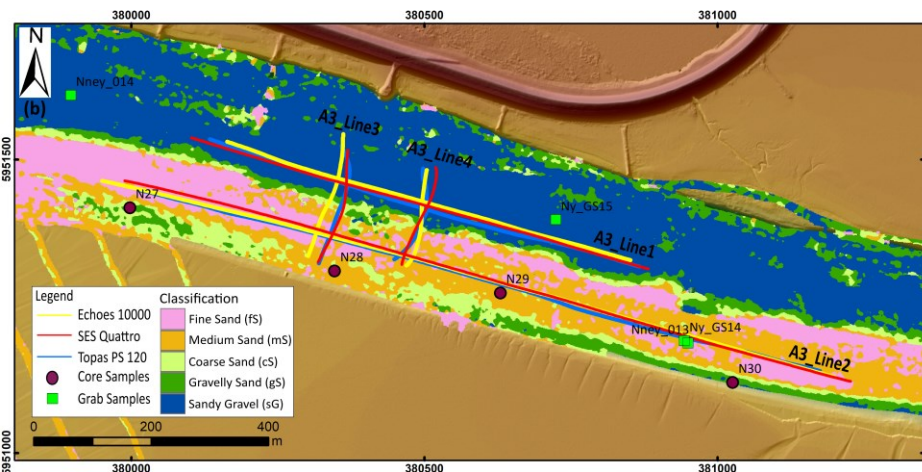 380000 380500 381000
N
(b)
Nney_014
A3_Line3
A3_Line4
5951500
N27
Ny_GS15
A3_Line1
N28
N29
Nney_013 Ny_GS14
A3_Line2
N30
Legend
Echoes 10000
SES Quattro
Topas PS 120
Core Samples
Grab Samples
Classification
Fine Sand (fS)
Medium Sand (mS)
Coarse Sand (cS)
Gravelly Sand (gS)
Sandy Gravel (sG)
0 200 400
m
5951000
380000 380500 381000